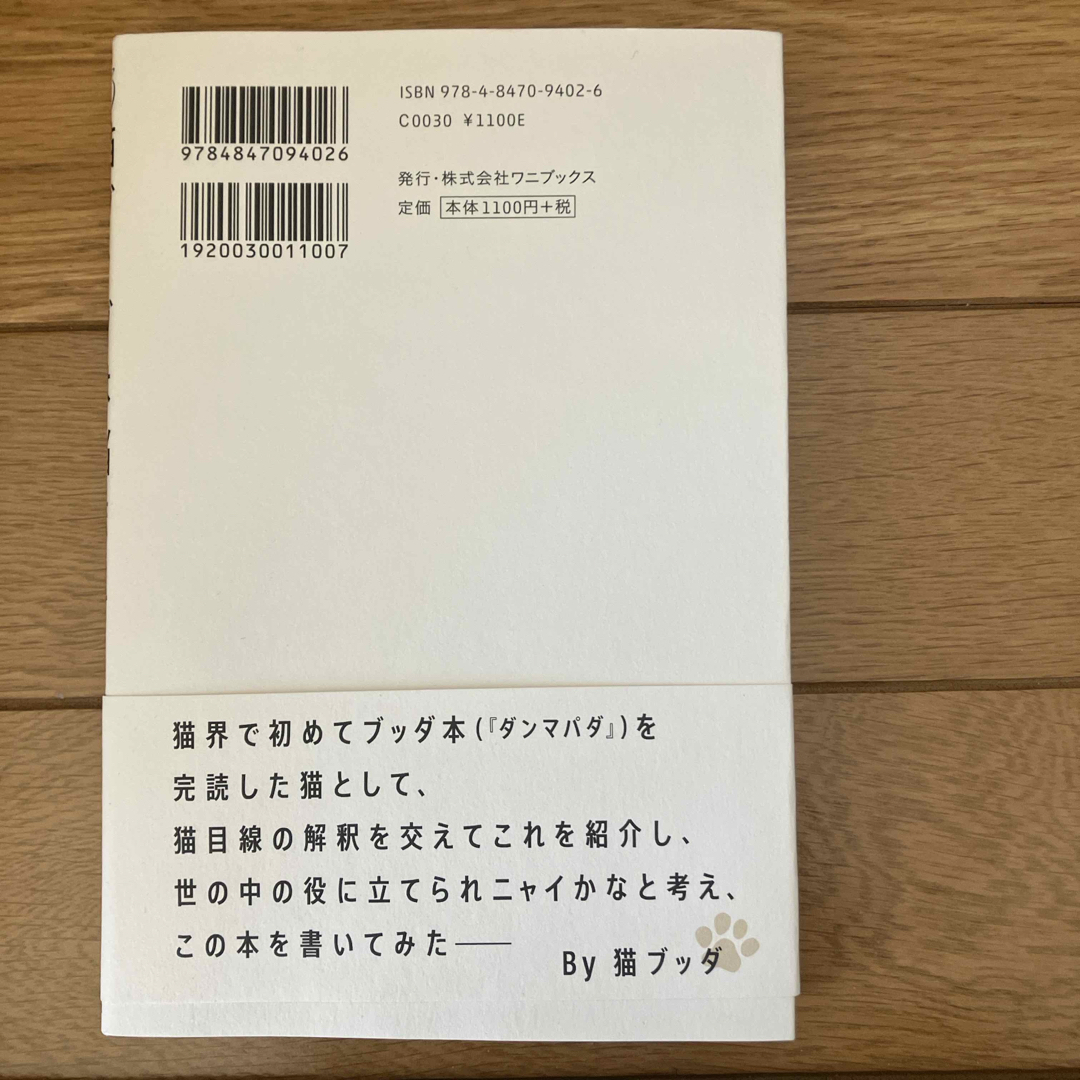 9784847094026
1920030011007
ISBN 978-4-8470-9402-6
C0030 ¥1100E
発行・株式会社ワニブックス
定価 本体1100円+税
猫界で初めてブッダ本(『ダンマパダ』)を
完読した猫として、
猫目線の解釈を交えてこれを紹介し、
世の中の役に立てられニャイかなと考え、
この本を書いてみた――
By 猫ブッダ